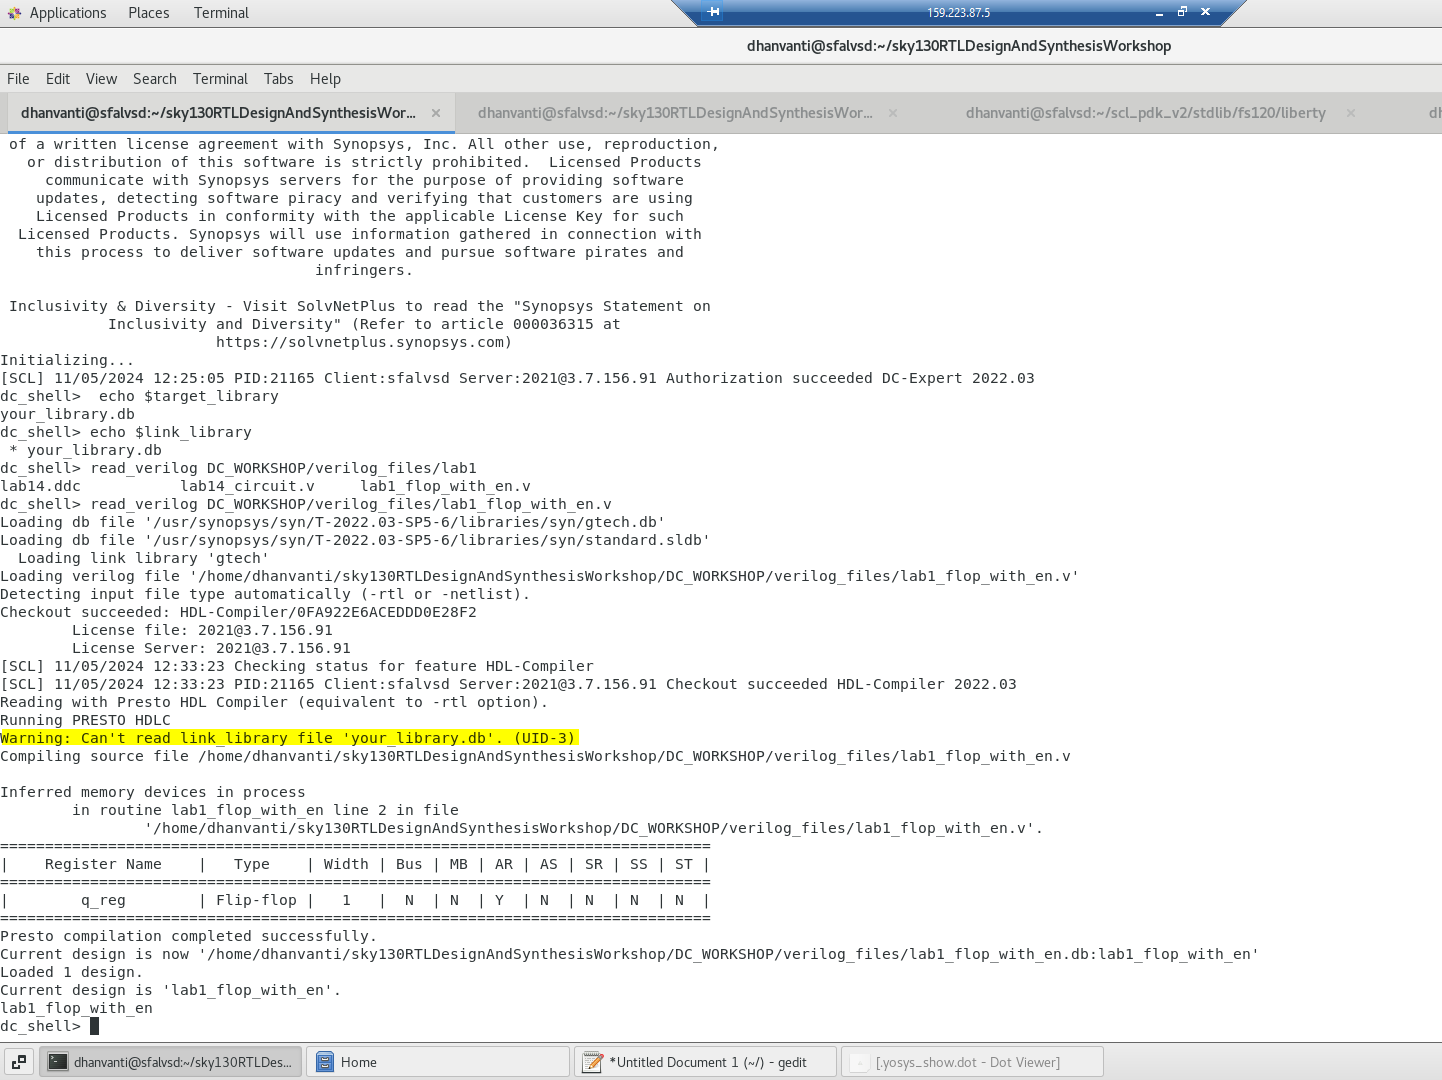 Applications Places Terminal
159.223.87.5
dhanvanti@sfalvsd:~/sky130RTLDesignAndSynthesisWorkshop
File Edit View Search Terminal Tabs Help
dhanvanti@sfalvsd:~/sky130RTLDesignAndSynthesisWor... × dhanvanti@sfalvsd:~/sky130RTLDesignAndSynthesisWor... × dhanvanti@sfalvsd:~/scl_pdk_v2/stdlib/fs120/liberty × dh
of a written license agreement with Synopsys, Inc. All other use, reproduction,
or distribution of this software is strictly prohibited.  Licensed Products
communicate with Synopsys servers for the purpose of providing software
updates, detecting software piracy and verifying that customers are using
Licensed Products in conformity with the applicable License Key for such
Licensed Products. Synopsys will use information gathered in connection with
this process to deliver software updates and pursue software pirates and
infringers.
Inclusivity & Diversity - Visit SolvNetPlus to read the "Synopsys Statement on
Inclusivity and Diversity" (Refer to article 000036315 at
https://solvnetplus.synopsys.com)
Initializing...
[SCL] 11/05/2024 12:25:05 PID:21165 Client:sfalvsd Server:2021@3.7.156.91 Authorization succeeded DC-Expert 2022.03
dc_shell>  echo $target_library
your_library.db
dc_shell> echo $link_library
* your_library.db
dc_shell> read_verilog DC_WORKSHOP/verilog_files/lab1
lab14.ddc           lab14_circuit.v     lab1_flop_with_en.v
dc_shell> read_verilog DC_WORKSHOP/verilog_files/lab1_flop_with_en.v
Loading db file '/usr/synopsys/syn/T-2022.03-SP5-6/libraries/syn/gtech.db'
Loading db file '/usr/synopsys/syn/T-2022.03-SP5-6/libraries/syn/standard.sldb'
Loading link library 'gtech'
Loading verilog file '/home/dhanvanti/sky130RTLDesignAndSynthesisWorkshop/DC_WORKSHOP/verilog_files/lab1_flop_with_en.v'
Detecting input file type automatically (-rtl or -netlist).
Checkout succeeded: HDL-Compiler/0FA922E6ACEDDD0E28F2
License file: 2021@3.7.156.91
License Server: 2021@3.7.156.91
[SCL] 11/05/2024 12:33:23 Checking status for feature HDL-Compiler
[SCL] 11/05/2024 12:33:23 PID:21165 Client:sfalvsd Server:2021@3.7.156.91 Checkout succeeded HDL-Compiler 2022.03
Reading with Presto HDL Compiler (equivalent to -rtl option).
Running PRESTO HDLC
Warning: Can't read link_library file 'your_library.db'. (UID-3)
Compiling source file /home/dhanvanti/sky130RTLDesignAndSynthesisWorkshop/DC_WORKSHOP/verilog_files/lab1_flop_with_en.v
Inferred memory devices in process
in routine lab1_flop_with_en line 2 in file
'/home/dhanvanti/sky130RTLDesignAndSynthesisWorkshop/DC_WORKSHOP/verilog_files/lab1_flop_with_en.v'.
===============================================================================
|    Register Name    |   Type    | Width | Bus | MB | AR | AS | SR | SS | ST |
===============================================================================
|        q_reg        | Flip-flop |   1   |  N  | N  | Y  | N  | N  | N  | N  |
===============================================================================
Presto compilation completed successfully.
Current design is now '/home/dhanvanti/sky130RTLDesignAndSynthesisWorkshop/DC_WORKSHOP/verilog_files/lab1_flop_with_en.db:lab1_flop_with_en'
Loaded 1 design.
Current design is 'lab1_flop_with_en'.
lab1_flop_with_en
dc_shell>
dhanvanti@sfalvsd:~/sky130RTLDes... Home *Untitled Document 1 (~/) - gedit [.yosys_show.dot - Dot Viewer]